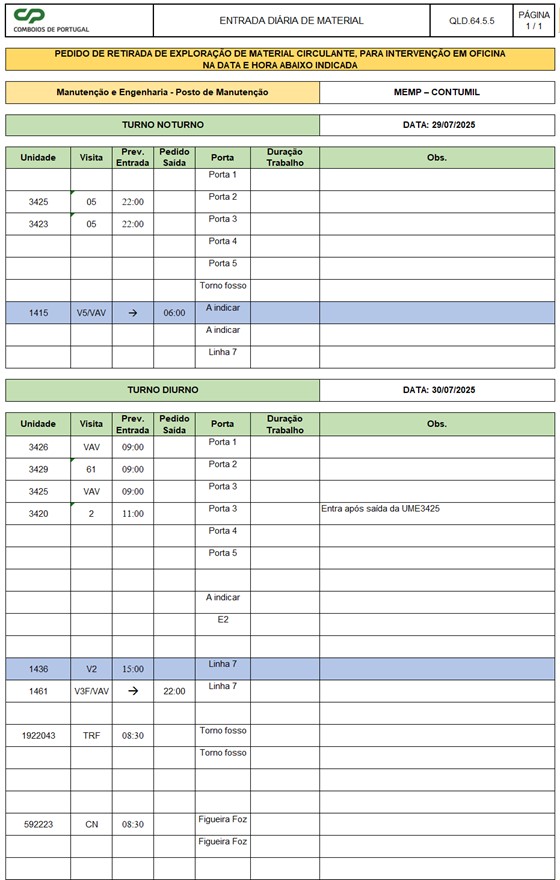 CP
COMBOIOS DE PORTUGAL
ENTRADA DIÁRIA DE MATERIAL
QLD.64.5.5
PÁGINA
1 / 1
PEDIDO DE RETIRADA DE EXPLORAÇÃO DE MATERIAL CIRCULANTE, PARA INTERVENÇÃO EM OFICINA
NA DATA E HORA ABAIXO INDICADA
Manutenção e Engenharia - Posto de Manutenção MEMP – CONTUMIL
TURNO NOTURNO DATA: 29/07/2025
Unidade Visita Prev. Entrada Pedido Saída Porta Duração Trabalho Obs.
Porta 1
3425 05 22:00 Porta 2
3423 05 22:00 Porta 3
Porta 4
Porta 5
Torno fosso
1415 V5/VAV → 06:00 A indicar
A indicar
Linha 7
TURNO DIURNO DATA: 30/07/2025
Unidade Visita Prev. Entrada Pedido Saída Porta Duração Trabalho Obs.
3426 VAV 09:00 Porta 1
3429 61 09:00 Porta 2
3425 VAV 09:00 Porta 3
3420 2 11:00 Porta 3 Entra após saída da UME3425
Porta 4
Porta 5
A indicar
E2
1436 V2 15:00 Linha 7
1461 V3F/VAV → 22:00 Linha 7
1922043 TRF 08:30 Torno fosso
Torno fosso
592223 CN 08:30 Figueira Foz
Figueira Foz